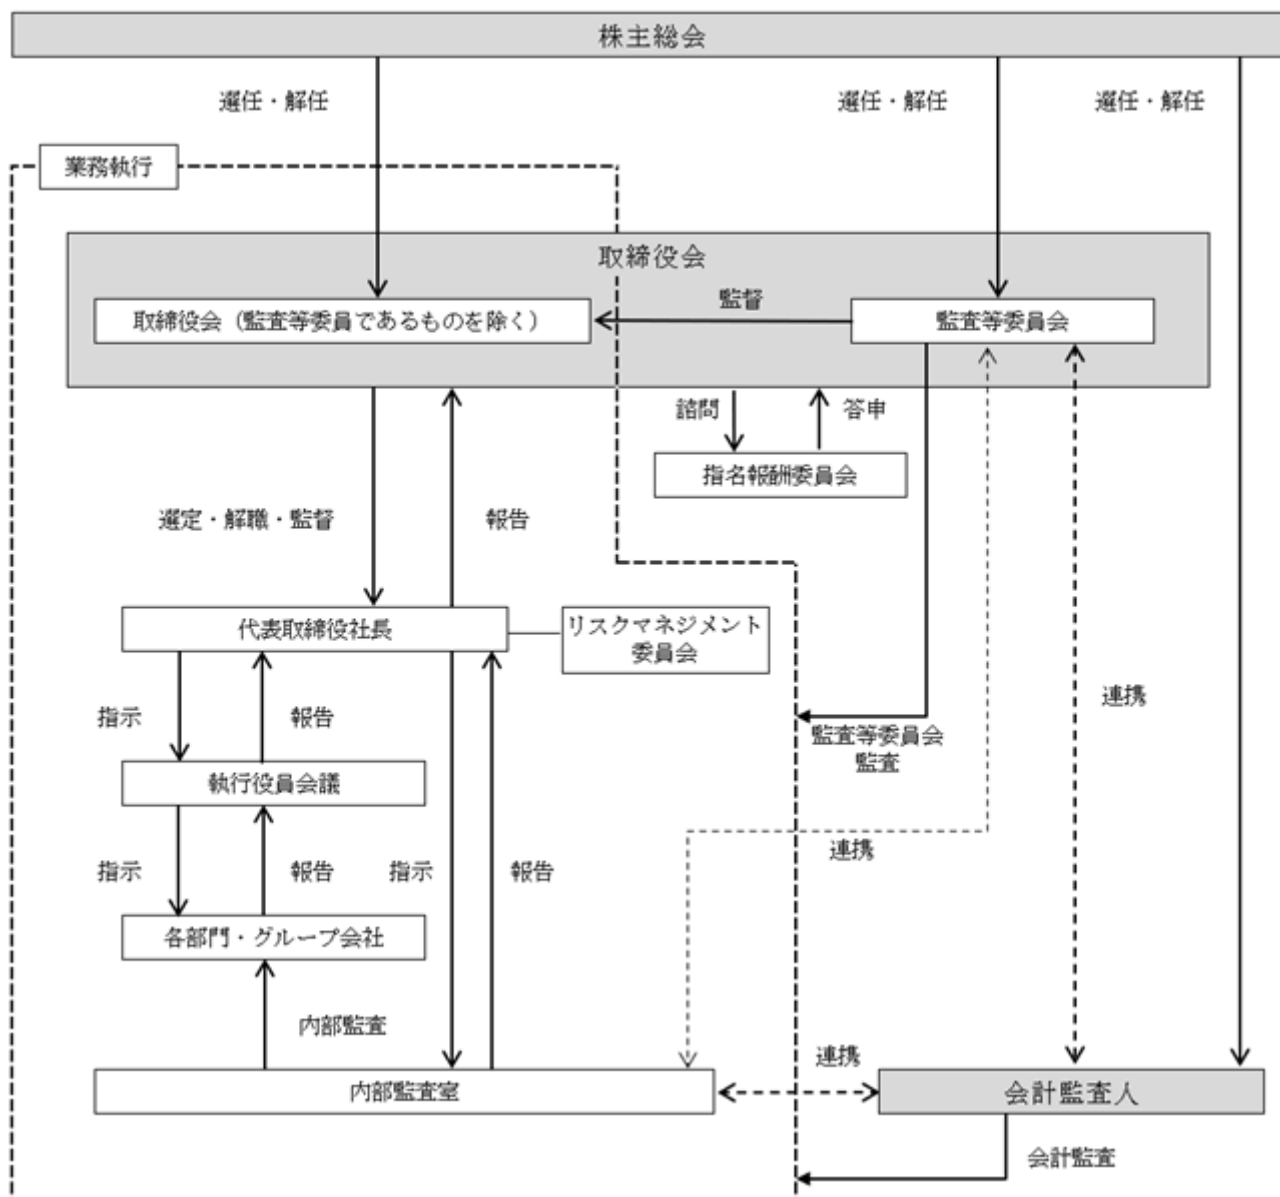 株主総会
選任・解任
選任・解任
選任・解任
業務執行
取締役会
監督
取締役会（監査等委員であるものを除く）
監査等委員会
諮問
答申
指名報酬委員会
選定・解職・監督
報告
代表取締役社長
リスクマネジメント
委員会
指示
報告
連携
監査等委員会
監査
執行役員会議
指示
報告
指示
報告
連携
各部門・グループ会社
内部監査
連携
内部監査室
会計監査人
会計監査